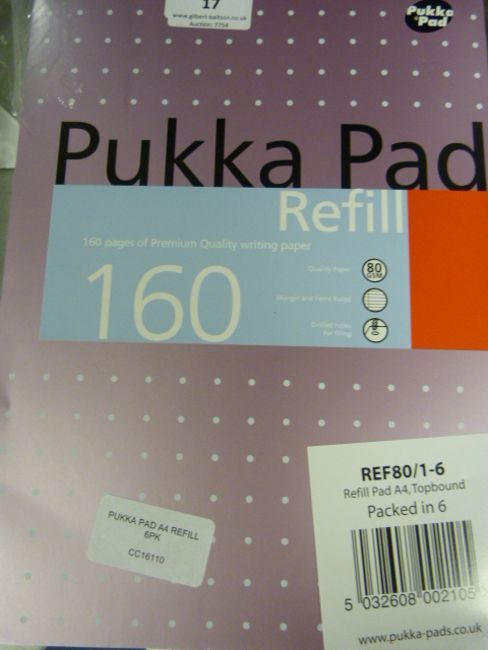 17
www.gilbert-baitson.co.uk
Auction: 7754
Pukka
Pad
Pukka Pad
Refill
160 pages of Premium Quality writing paper
160
Quality Paper
80
GSM
Margin and Feint Ruled
Drilled holes
for filing
REF80/1-6
Refill Pad A4, Topbound
Packed in 6
5 032608 002105 >
www.pukka-pads.co.uk
PUKKA PAD A4 REFILL
6PK
CC16110